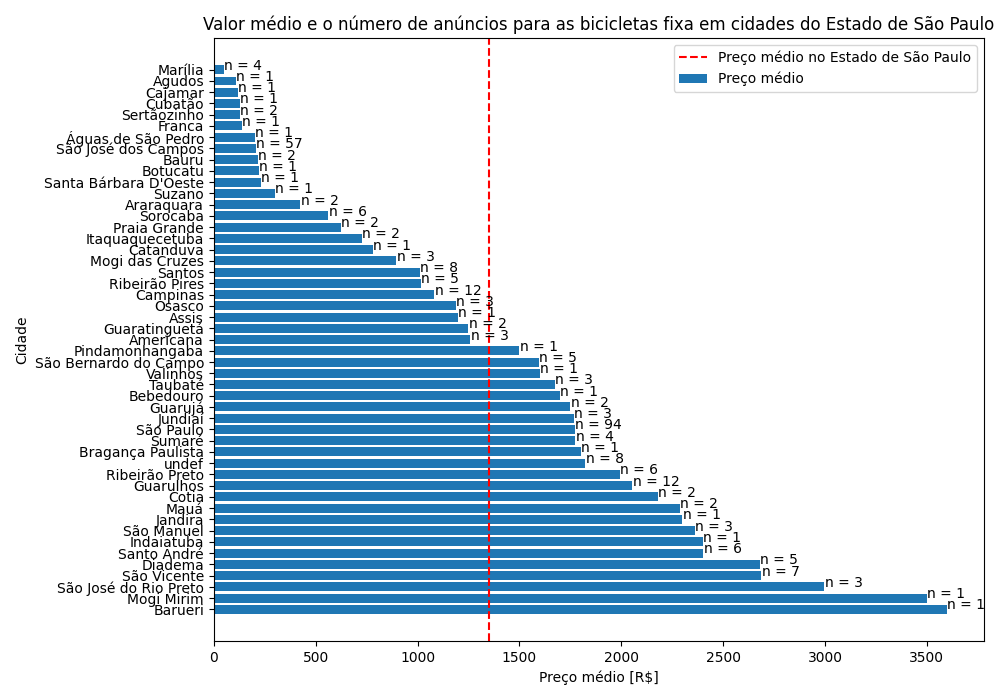 Valor médio e o número de anúncios para as bicicletas fixa em cidades do Estado de São Paulo
Preço médio no Estado de São Paulo
Preço médio
Cidade
Marília n = 4
Agudos n = 1
Cajamar n = 1
Cubatão n = 1
Sertãozinho n = 2
Franca n = 1
Águas de São Pedro n = 1
São José dos Campos n = 57
Bauru n = 2
Botucatu n = 1
Santa Bárbara D'Oeste n = 1
Suzano n = 1
Araraquara n = 2
Sorocaba n = 6
Praia Grande n = 2
Itaquaquecetuba n = 2
Catanduva n = 1
Mogi das Cruzes n = 3
Santos n = 8
Ribeirão Pires n = 5
Campinas n = 12
Osasco n = 3
Assis n = 1
Guaratinguetá n = 2
Americana n = 3
Pindamonhangaba n = 1
São Bernardo do Campo n = 5
Valinhos n = 1
Taubaté n = 3
Bebedouro n = 1
Guarujá n = 2
Jundiaí n = 3
São Paulo n = 94
Sumaré n = 4
Bragança Paulista n = 1
undef n = 8
Ribeirão Preto n = 6
Guarulhos n = 12
Cotia n = 2
Mauá n = 2
Jandira n = 1
São Manuel n = 3
Indaiatuba n = 1
Santo André n = 6
Diadema n = 5
São Vicente n = 7
São José do Rio Preto n = 3
Mogi Mirim n = 1
Barueri n = 1
0 500 1000 1500 2000 2500 3000 3500
Preço médio [R$]